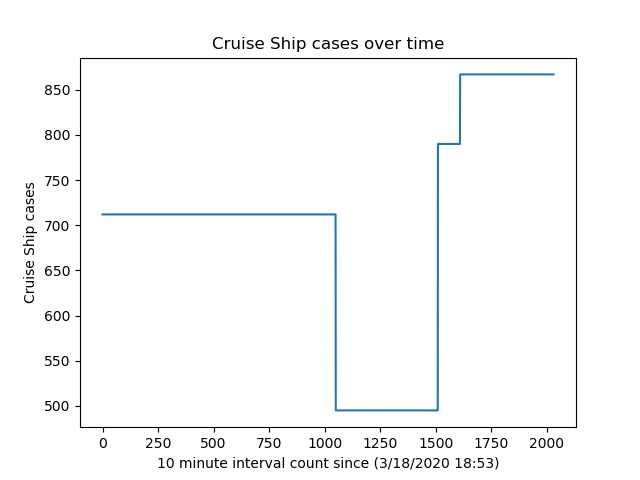 Cruise Ship cases over time
850
800
750
700
650
600
550
500
Cruise Ship cases
0 250 500 750 1000 1250 1500 1750 2000
10 minute interval count since (3/18/2020 18:53)